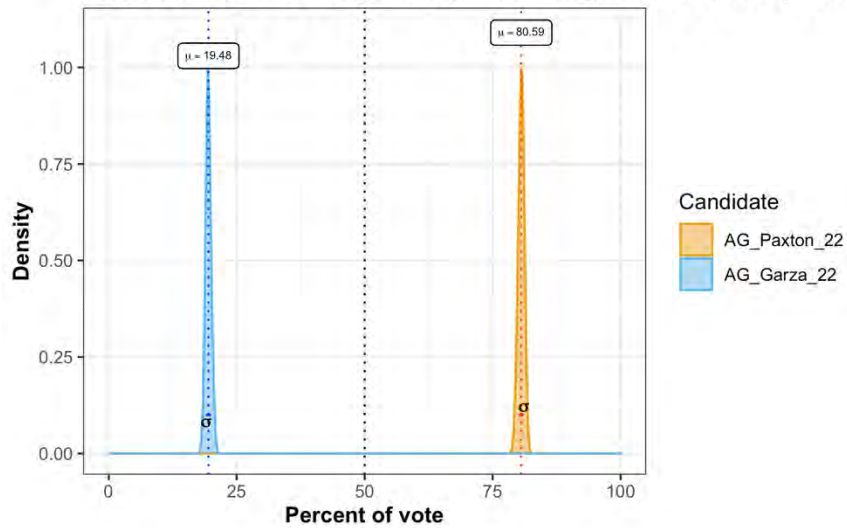 μ = 80.59
μ = 19.48
1.00
0.75
0.50
0.25
0.00
Density
σ
σ
0
25
50
75
100
Percent of vote
Candidate
AG_Paxton_22
AG_Garza_22